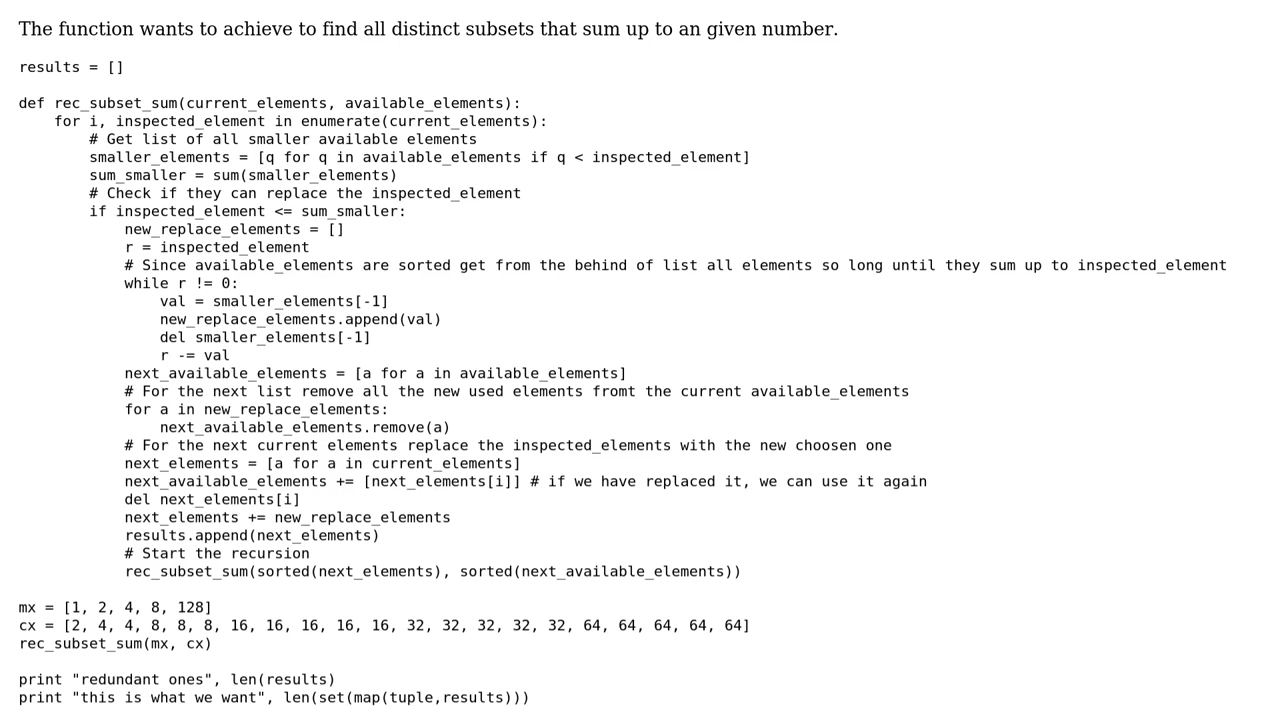 The function wants to achieve to find all distinct subsets that sum up to an given number.
results = []
def rec_subset_sum(current_elements, available_elements):
    for i, inspected_element in enumerate(current_elements):
        # Get list of all smaller available elements
        smaller_elements = [q for q in available_elements if q < inspected_element]
        sum_smaller = sum(smaller_elements)
        # Check if they can replace the inspected_element
        if inspected_element <= sum_smaller:
            new_replace_elements = []
            r = inspected_element
            # Since available_elements are sorted get from the behind of list all elements so long until they sum up to inspected_element
            while r != 0:
                val = smaller_elements[-1]
                new_replace_elements.append(val)
                del smaller_elements[-1]
                r -= val
            next_available_elements = [a for a in available_elements]
            # For the next list remove all the new used elements fromt the current available_elements
            for a in new_replace_elements:
                next_available_elements.remove(a)
            # For the next current elements replace the inspected_elements with the new choosen one
            next_elements = [a for a in current_elements]
            next_available_elements += [next_elements[i]] # if we have replaced it, we can use it again
            del next_elements[i]
            next_elements += new_replace_elements
            results.append(next_elements)
            # Start the recursion
            rec_subset_sum(sorted(next_elements), sorted(next_available_elements))
mx = [1, 2, 4, 8, 128]
cx = [2, 4, 4, 8, 8, 8, 16, 16, 16, 16, 16, 32, 32, 32, 32, 32, 64, 64, 64, 64, 64]
rec_subset_sum(mx, cx)
print "redundant ones", len(results)
print "this is what we want", len(set(map(tuple,results)))